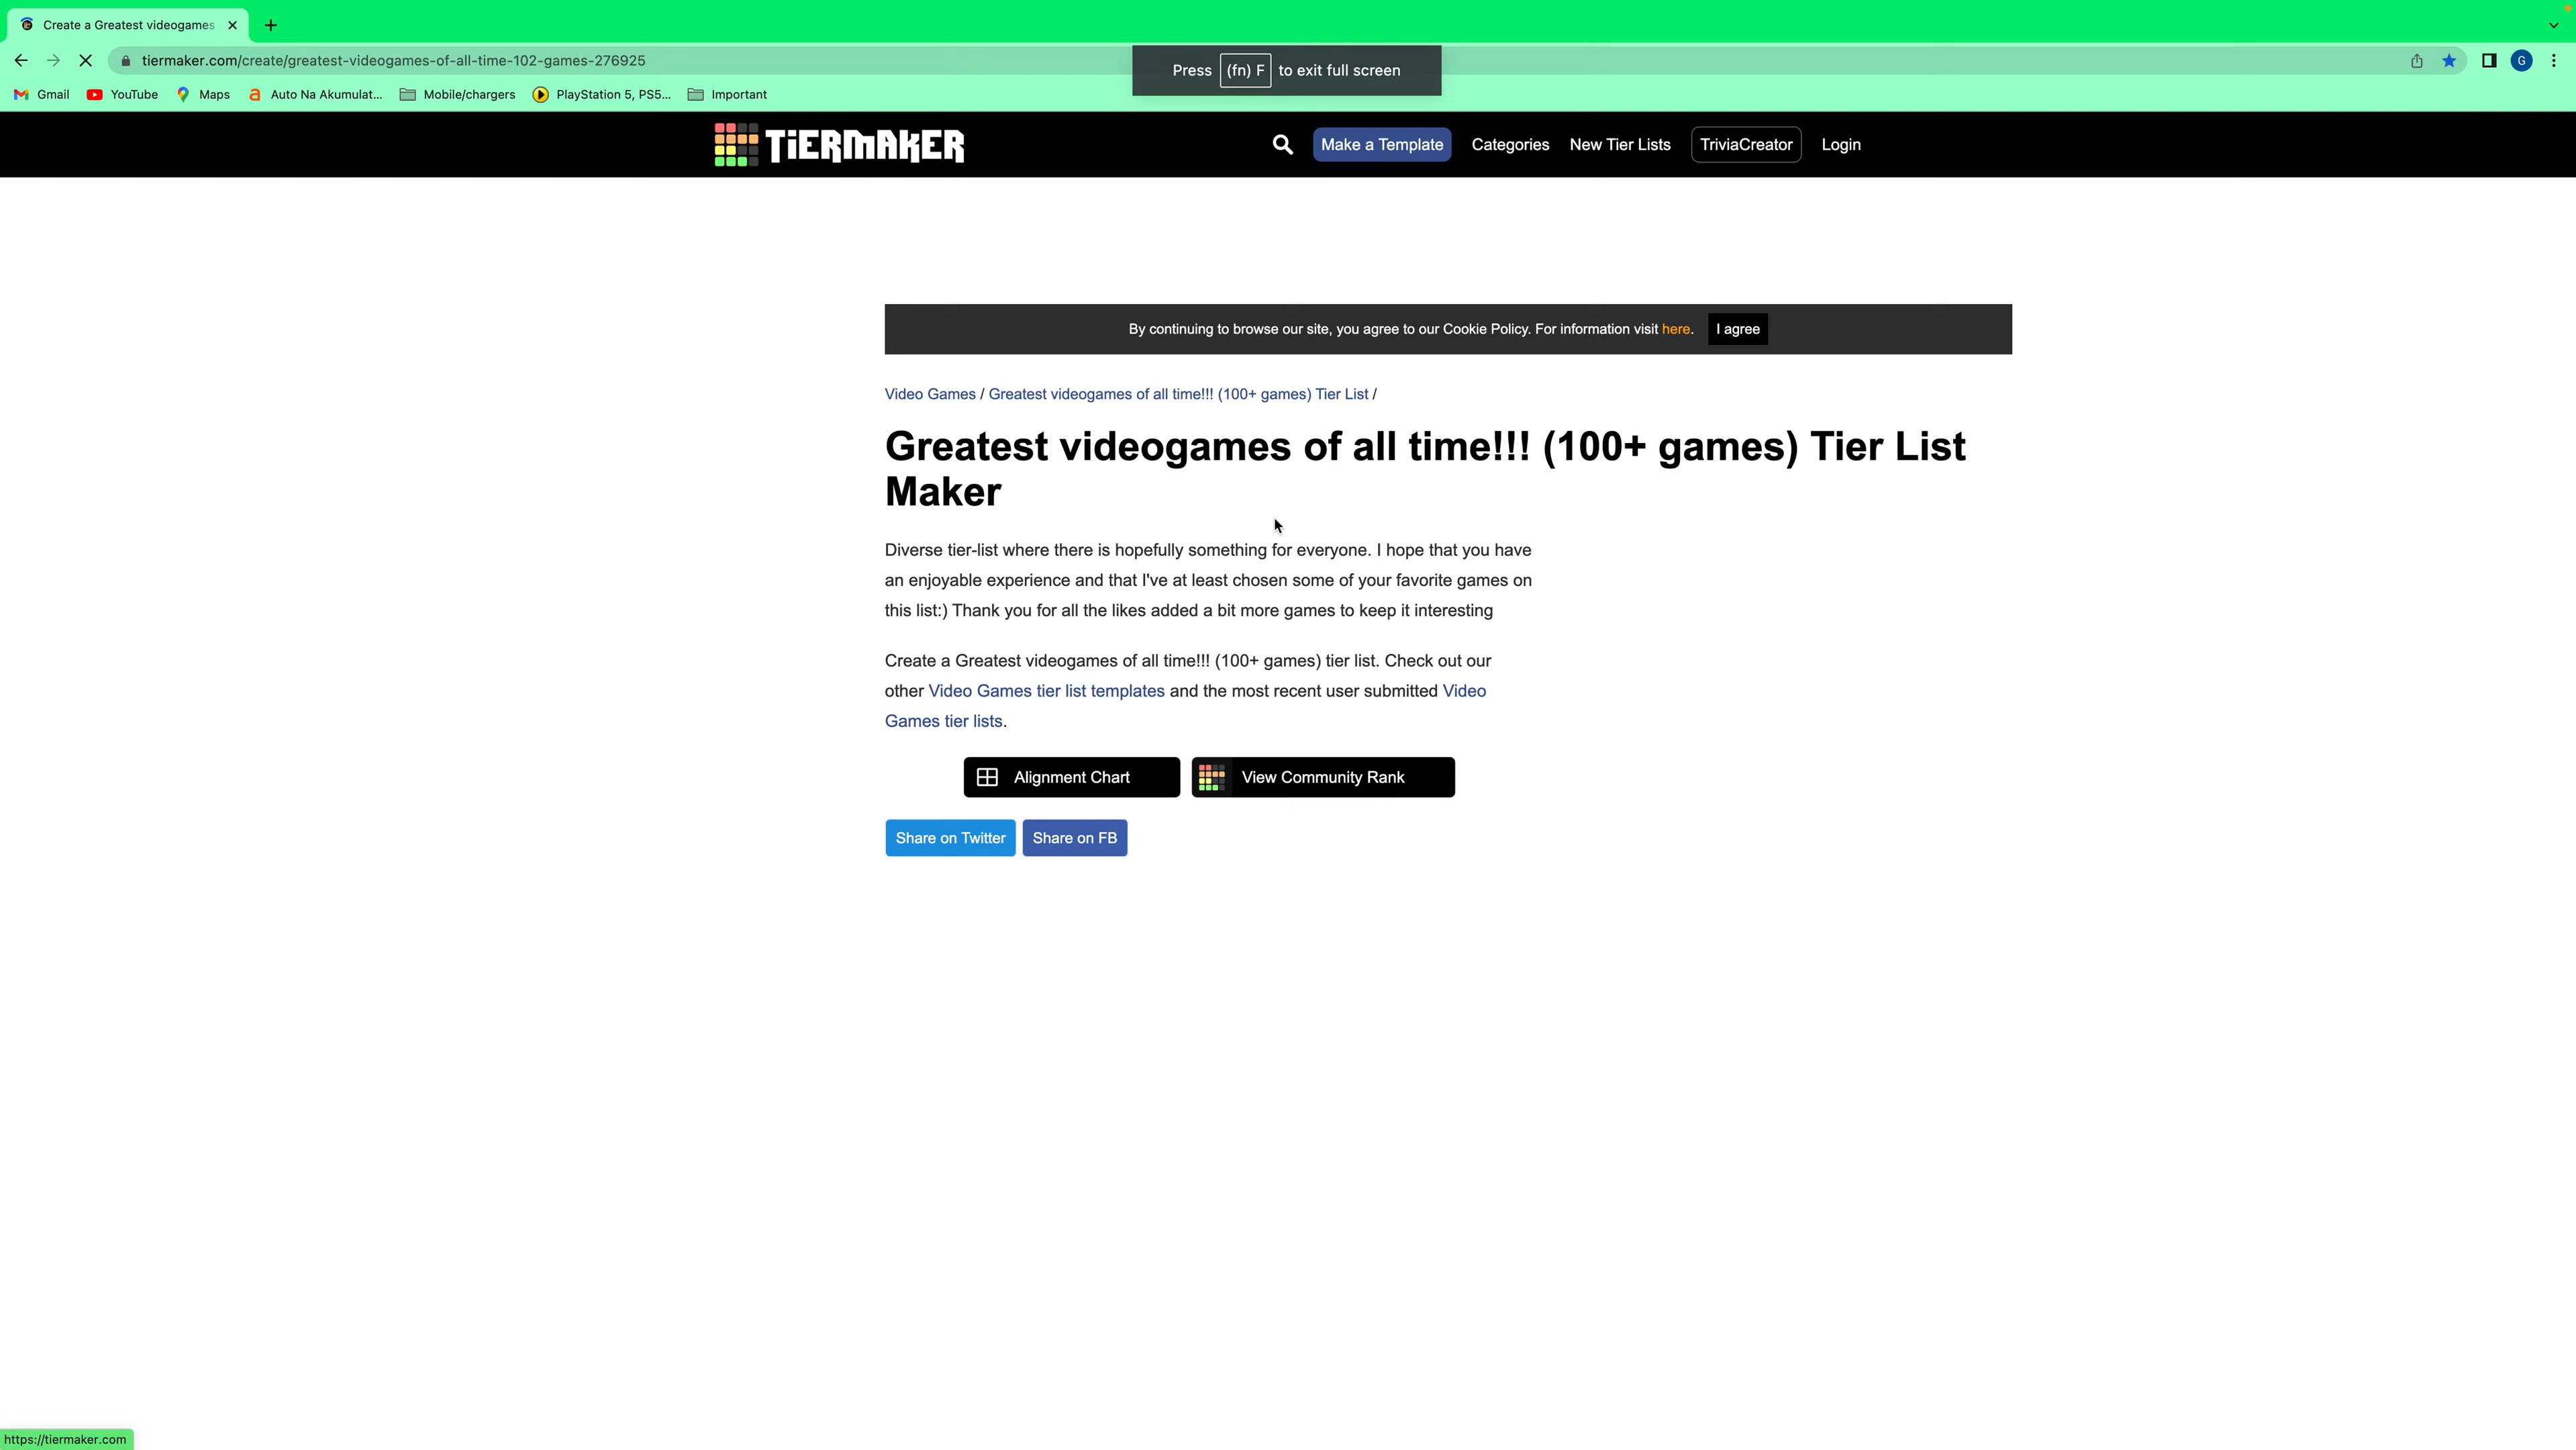 Create a Greatest videogames
tiermaker.com/create/greatest-videogames-of-all-time-102-games-276925
Press (fn) F to exit full screen
G
Gmail YouTube Maps Auto Na Akumulat... Mobile/chargers PlayStation 5, PS5... Important
TiERMAKER
Make a Template Categories New Tier Lists TriviaCreator Login
By continuing to browse our site, you agree to our Cookie Policy. For information visit here. I agree
Video Games / Greatest videogames of all time!!! (100+ games) Tier List /
Greatest videogames of all time!!! (100+ games) Tier List
Maker
Diverse tier-list where there is hopefully something for everyone. I hope that you have
an enjoyable experience and that I've at least chosen some of your favorite games on
this list:) Thank you for all the likes added a bit more games to keep it interesting
Create a Greatest videogames of all time!!! (100+ games) tier list. Check out our
other Video Games tier list templates and the most recent user submitted Video
Games tier lists.
Alignment Chart View Community Rank
Share on Twitter Share on FB
https://tiermaker.com